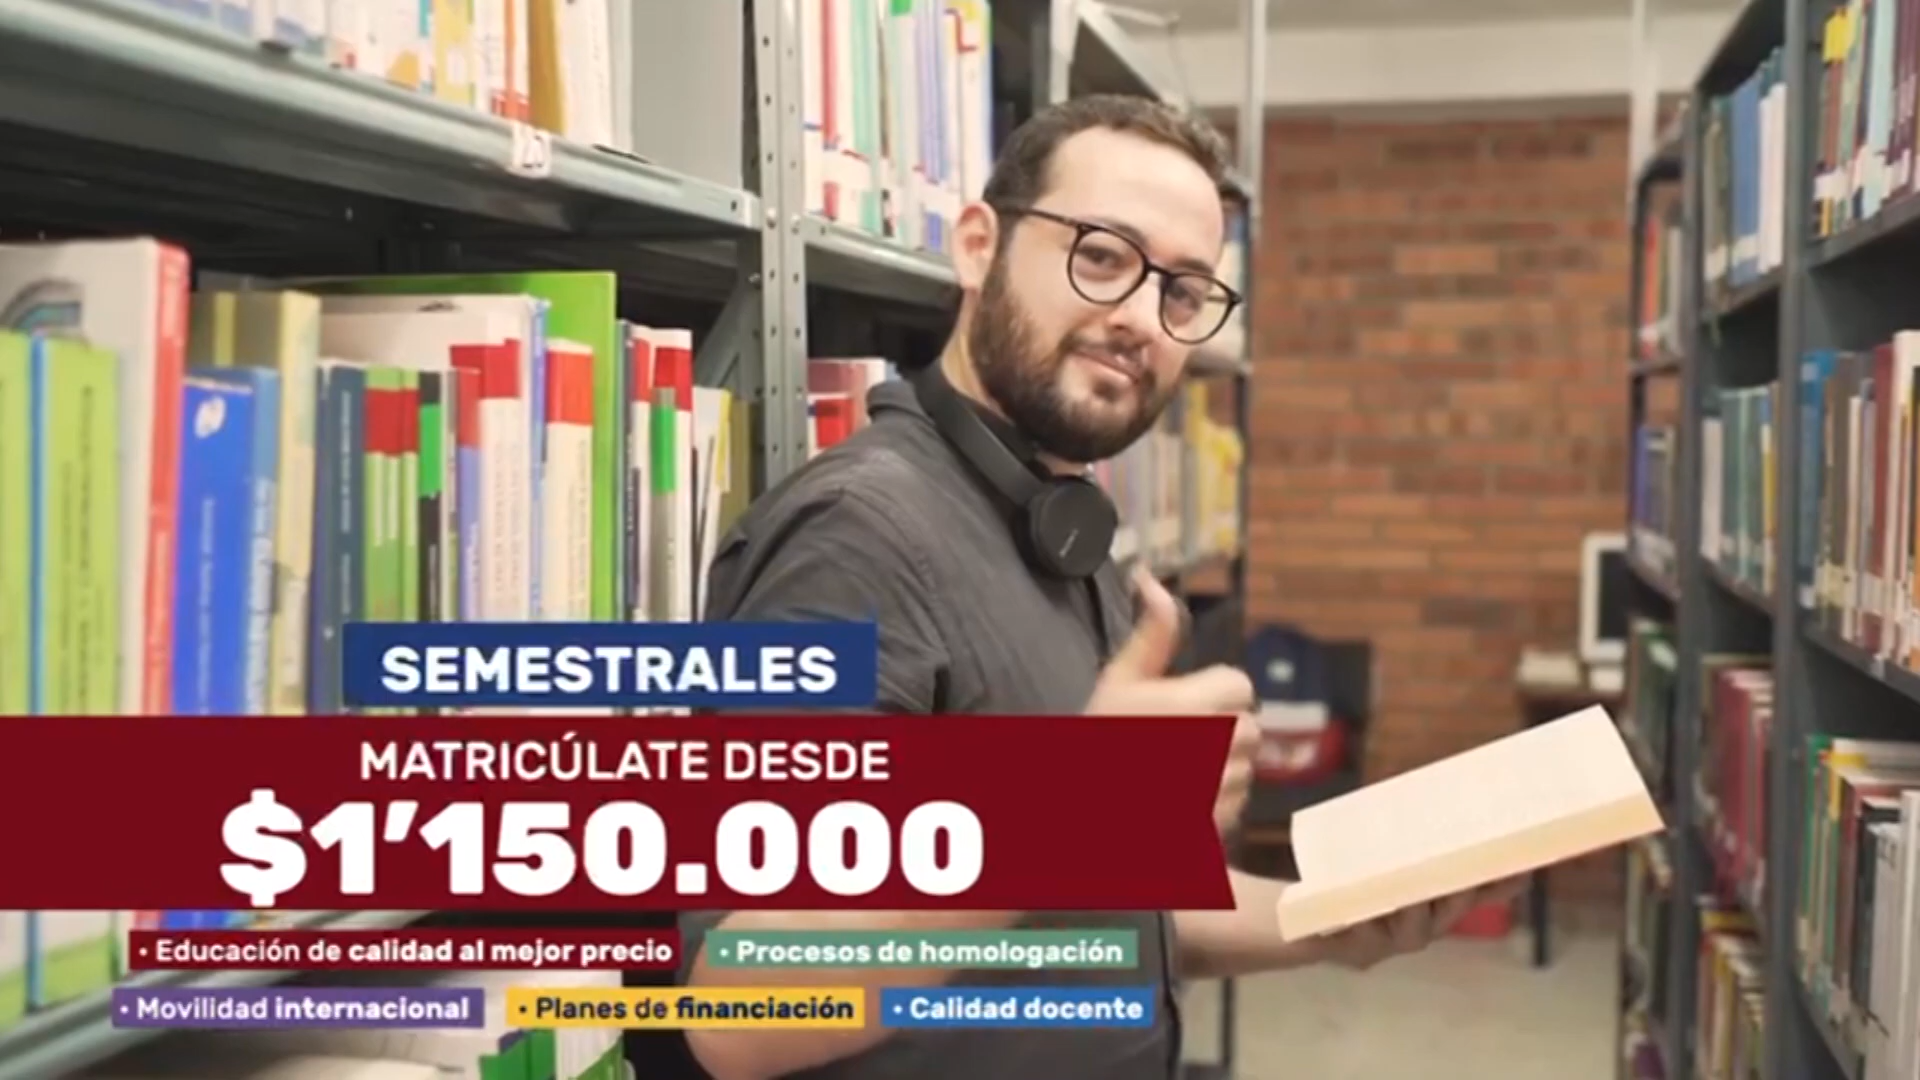 SEMESTRALES
MATRICÚLATE DESDE
$1'150.000
• Educación de calidad al mejor precio
• Procesos de homologación
• Movilidad internacional
• Planes de financiación
• Calidad docente